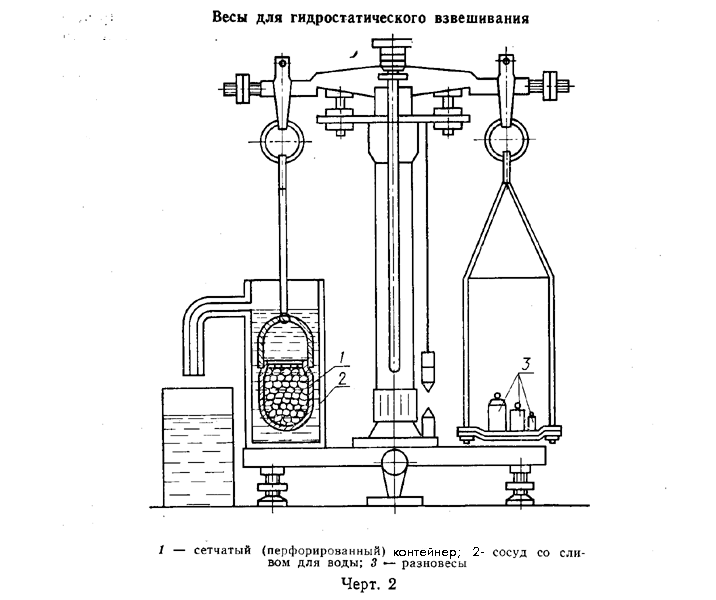 Весы для гидростатического взвешивания
1
2
3
1 — сетчатый (перфорированный) контейнер; 2- сосуд со сли-
вом для воды; 3 — разновесы
Черт. 2